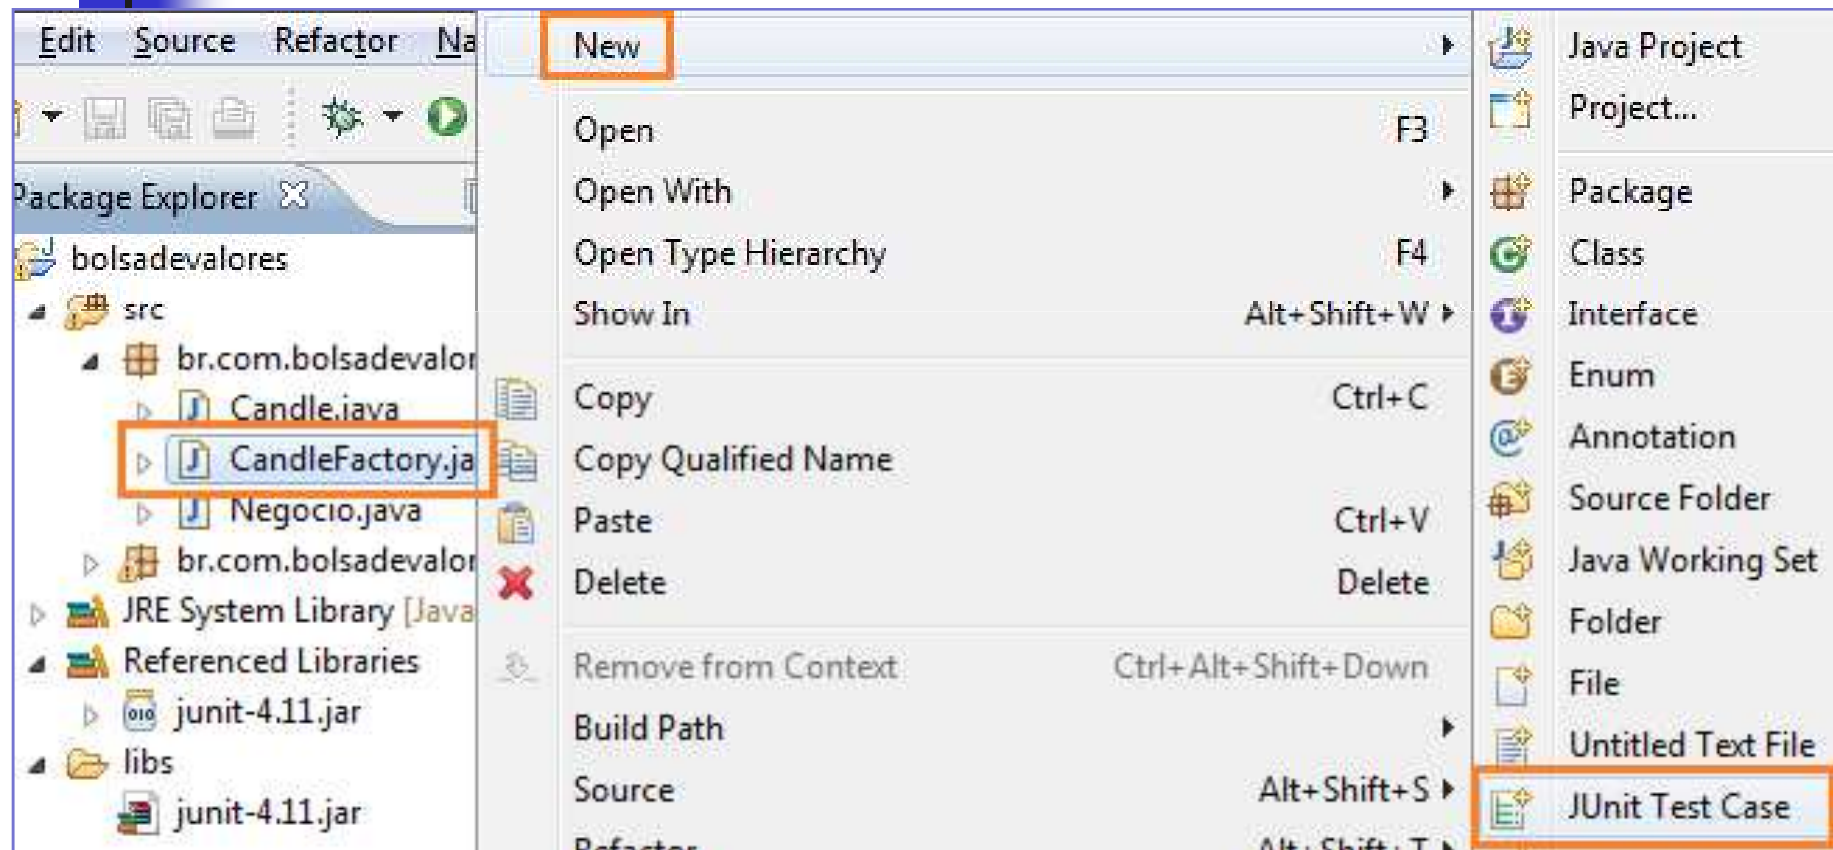 Edit Source Refactor Na
Package Explorer
bolsadevalores
src
br.com.bolsadevalor
Candle.java
CandleFactory.ja
Negocio.java
br.com.bolsadevalor
JRE System Library [Java
Referenced Libraries
junit-4.11.jar
libs
junit-4.11.jar
New
Open F3
Open With
Open Type Hierarchy F4
Show In Alt+Shift+W
Copy Ctrl+C
Copy Qualified Name
Paste Ctrl+V
Delete Delete
Remove from Context Ctrl+Alt+Shift+Down
Build Path
Source Alt+Shift+S
Refactor Alt+Shift+T
Java Project
Project...
Package
Class
Interface
Enum
Annotation
Source Folder
Java Working Set
Folder
File
Untitled Text File
JUnit Test Case